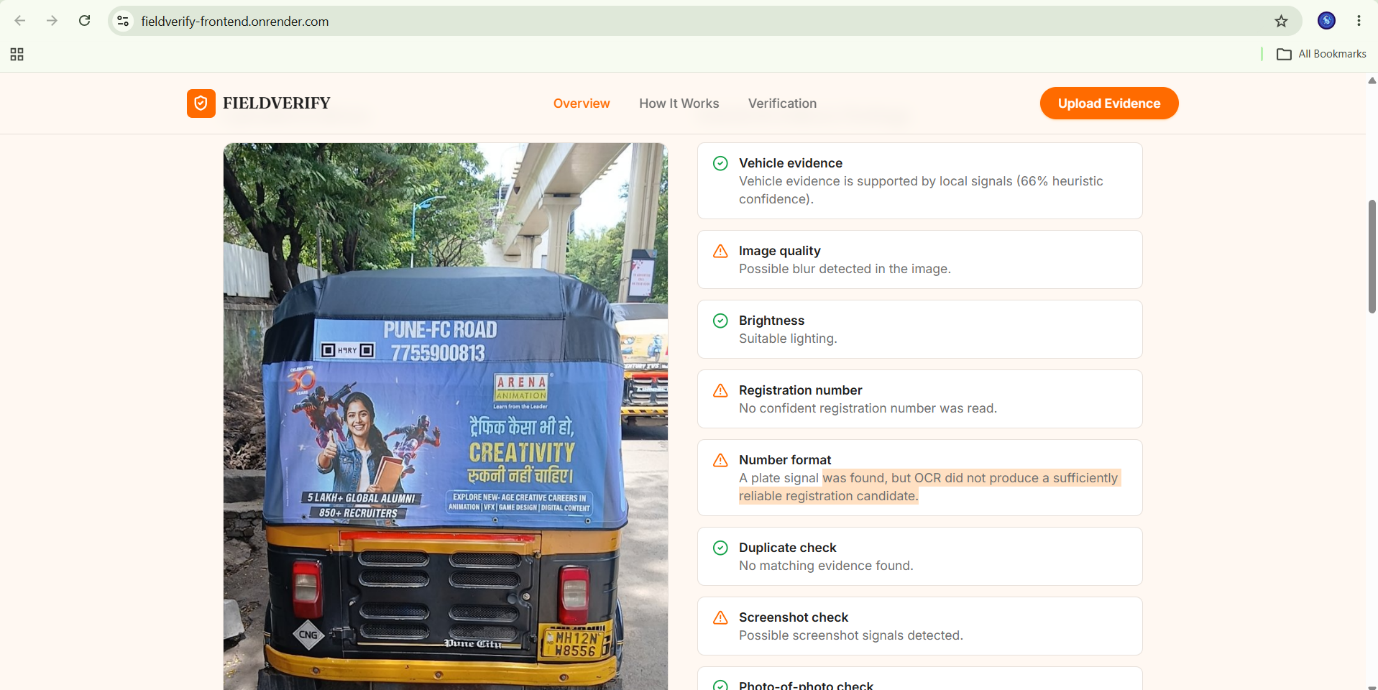 fieldverify-frontend.onrender.com
All Bookmarks
FIELDVERIFY
Overview
How It Works
Verification
Upload Evidence
PUNE-FC ROAD
7755900813
CELEBRATING
30
YEARS
ARENA
ANIMATION
Learn from the Leader
ट्रैफिक कैसा भी हो,
CREATIVITY
रुकनी नहीं चाहिए।
5 LAKH+ GLOBAL ALUMNI
850+ RECRUITERS
EXPLORE NEW- AGE CREATIVE CAREERS IN
ANIMATION | VFX | GAME DESIGN | DIGITAL CONTENT
CNG
Pune City
MH12N
W8556
Vehicle evidence
Vehicle evidence is supported by local signals (66% heuristic
confidence).
Image quality
Possible blur detected in the image.
Brightness
Suitable lighting.
Registration number
No confident registration number was read.
Number format
A plate signal was found, but OCR did not produce a sufficiently
reliable registration candidate.
Duplicate check
No matching evidence found.
Screenshot check
Possible screenshot signals detected.
Photo-of-photo check